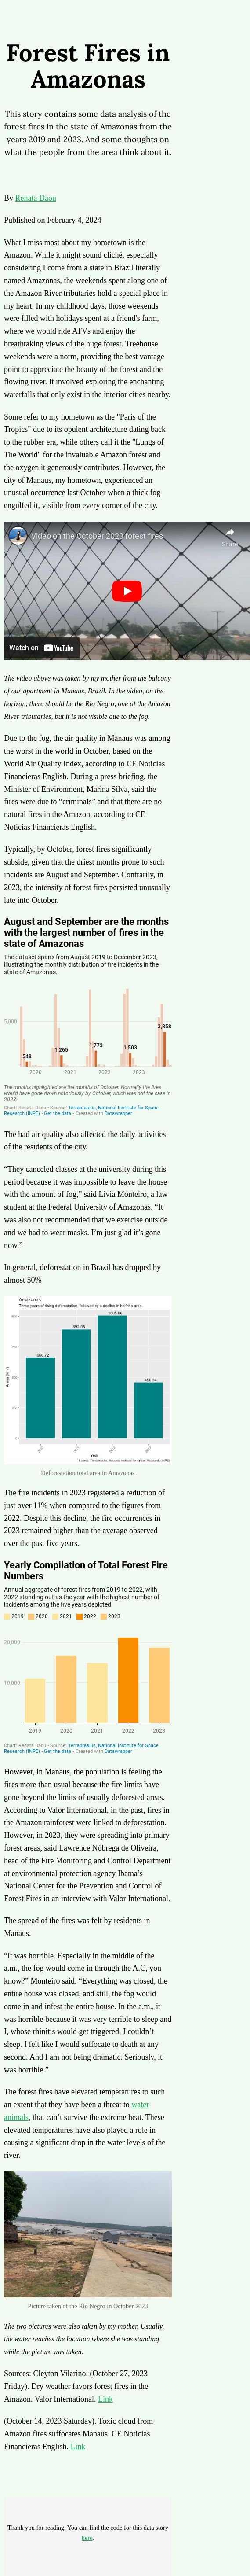 Forest Fires in
Amazonas
This story contains some data analysis of the
forest fires in the state of Amazonas from the
years 2019 and 2023. And some thoughts on
what the people from the area think about it.
By Renata Daou
Published on February 4, 2024
What I miss most about my hometown is the
Amazon. While it might sound cliché, especially
considering I come from a state in Brazil literally
named Amazonas, the weekends spent along one of
the Amazon River tributaries hold a special place in
my heart. In my childhood days, those weekends
were filled with holidays spent at a friend's farm,
where we would ride ATVs and enjoy the
breathtaking views of the huge forest. Treehouse
weekends were a norm, providing the best vantage
point to appreciate the beauty of the forest and the
flowing river. It involved exploring the enchanting
waterfalls that only exist in the interior cities nearby.
Some refer to my hometown as the "Paris of the
Tropics" due to its opulent architecture dating back
to the rubber era, while others call it the "Lungs of
The World" for the invaluable Amazon forest and
the oxygen it generously contributes. However, the
city of Manaus, my hometown, experienced an
unusual occurrence last October when a thick fog
engulfed it, visible from every corner of the city.
Video on the October 2023 forest fires
Watch on YouTube
The video above was taken by my mother from the balcony
of our apartment in Manaus, Brazil. In the video, on the
horizon, there should be the Rio Negro, one of the Amazon
River tributaries, but it is not visible due to the fog.
Due to the fog, the air quality in Manaus was among
the worst in the world in October, based on the
World Air Quality Index, according to CE Noticias
Financieras English. During a press briefing, the
Minister of Environment, Marina Silva, said the
fires were due to “criminals” and that there are no
natural fires in the Amazon, according to CE
Noticias Financieras English.
Typically, by October, forest fires significantly
subside, given that the driest months prone to such
incidents are August and September. Contrarily, in
2023, the intensity of forest fires persisted unusually
late into October.
August and September are the months
with the largest number of fires in the
state of Amazonas
The dataset spans from August 2019 to December 2023,
illustrating the monthly distribution of fire incidents in the
state of Amazonas.
5,000
548
1,265
1,773
1,503
3,858
2020 2021 2022 2023
The months highlighted are the months of October. Normally the fires
would have gone down notoriously by October, which was not the case in
2023.
Chart: Renata Daou • Source: Terrabrasilis, National Institute for Space
Research (INPE) • Get the data • Created with Datawrapper
The bad air quality also affected the daily activities
of the residents of the city.
“They canceled classes at the university during this
period because it was impossible to leave the house
with the amount of fog,” said Livia Monteiro, a law
student at the Federal University of Amazonas. “It
was also not recommended that we exercise outside
and we had to wear masks. I’m just glad it’s gone
now.”
In general, deforestation in Brazil has dropped by
almost 50%
Amazonas
Three years of rising deforestation, followed by a decline in half the area
Year
Source: TerraBrasilis, National Institute for Space Research (INPE)
Deforestation total area in Amazonas
The fire incidents in 2023 registered a reduction of
just over 11% when compared to the figures from
2022. Despite this decline, the fire occurrences in
2023 remained higher than the average observed
over the past five years.
Yearly Compilation of Total Forest Fire
Numbers
Annual aggregate of forest fires from 2019 to 2022, with
2022 standing out as the year with the highest number of
incidents among the five years depicted.
2019 2020 2021 2022 2023
20,000
10,000
2019 2020 2021 2022 2023
Chart: Renata Daou • Source: Terrabrasilis, National Institute for Space
Research (INPE) • Get the data • Created with Datawrapper
However, in Manaus, the population is feeling the
fires more than usual because the fire limits have
gone beyond the limits of usually deforested areas.
According to Valor International, in the past, fires in
the Amazon rainforest were linked to deforestation.
However, in 2023, they were spreading into primary
forest areas, said Lawrence Nóbrega de Oliveira,
head of the Fire Monitoring and Control Department
at environmental protection agency Ibama’s
National Center for the Prevention and Control of
Forest Fires in an interview with Valor International.
The spread of the fires was felt by residents in
Manaus.
“It was horrible. Especially in the middle of the
a.m., the fog would come in through the A.C, you
know?” Monteiro said. “Everything was closed, the
entire house was closed, and still, the fog would
come in and infest the entire house. In the a.m., it
was horrible because it was very terrible to sleep and
I, whose rhinitis would get triggered, I couldn’t
sleep. I felt like I would suffocate to death at any
second. And I am not being dramatic. Seriously, it
was horrible.”
The forest fires have elevated temperatures to such
an extent that they have been a threat to water
animals, that can’t survive the extreme heat. These
elevated temperatures have also played a role in
causing a significant drop in the water levels of the
river.
Picture taken of the Rio Negro in October 2023
The two pictures were also taken by my mother. Usually,
the water reaches the location where she was standing
while the picture was taken.
Sources: Cleyton Vilarino. (October 27, 2023
Friday). Dry weather favors forest fires in the
Amazon. Valor International. Link
(October 14, 2023 Saturday). Toxic cloud from
Amazon fires suffocates Manaus. CE Noticias
Financieras English. Link
Thank you for reading. You can find the code for this data story
here.